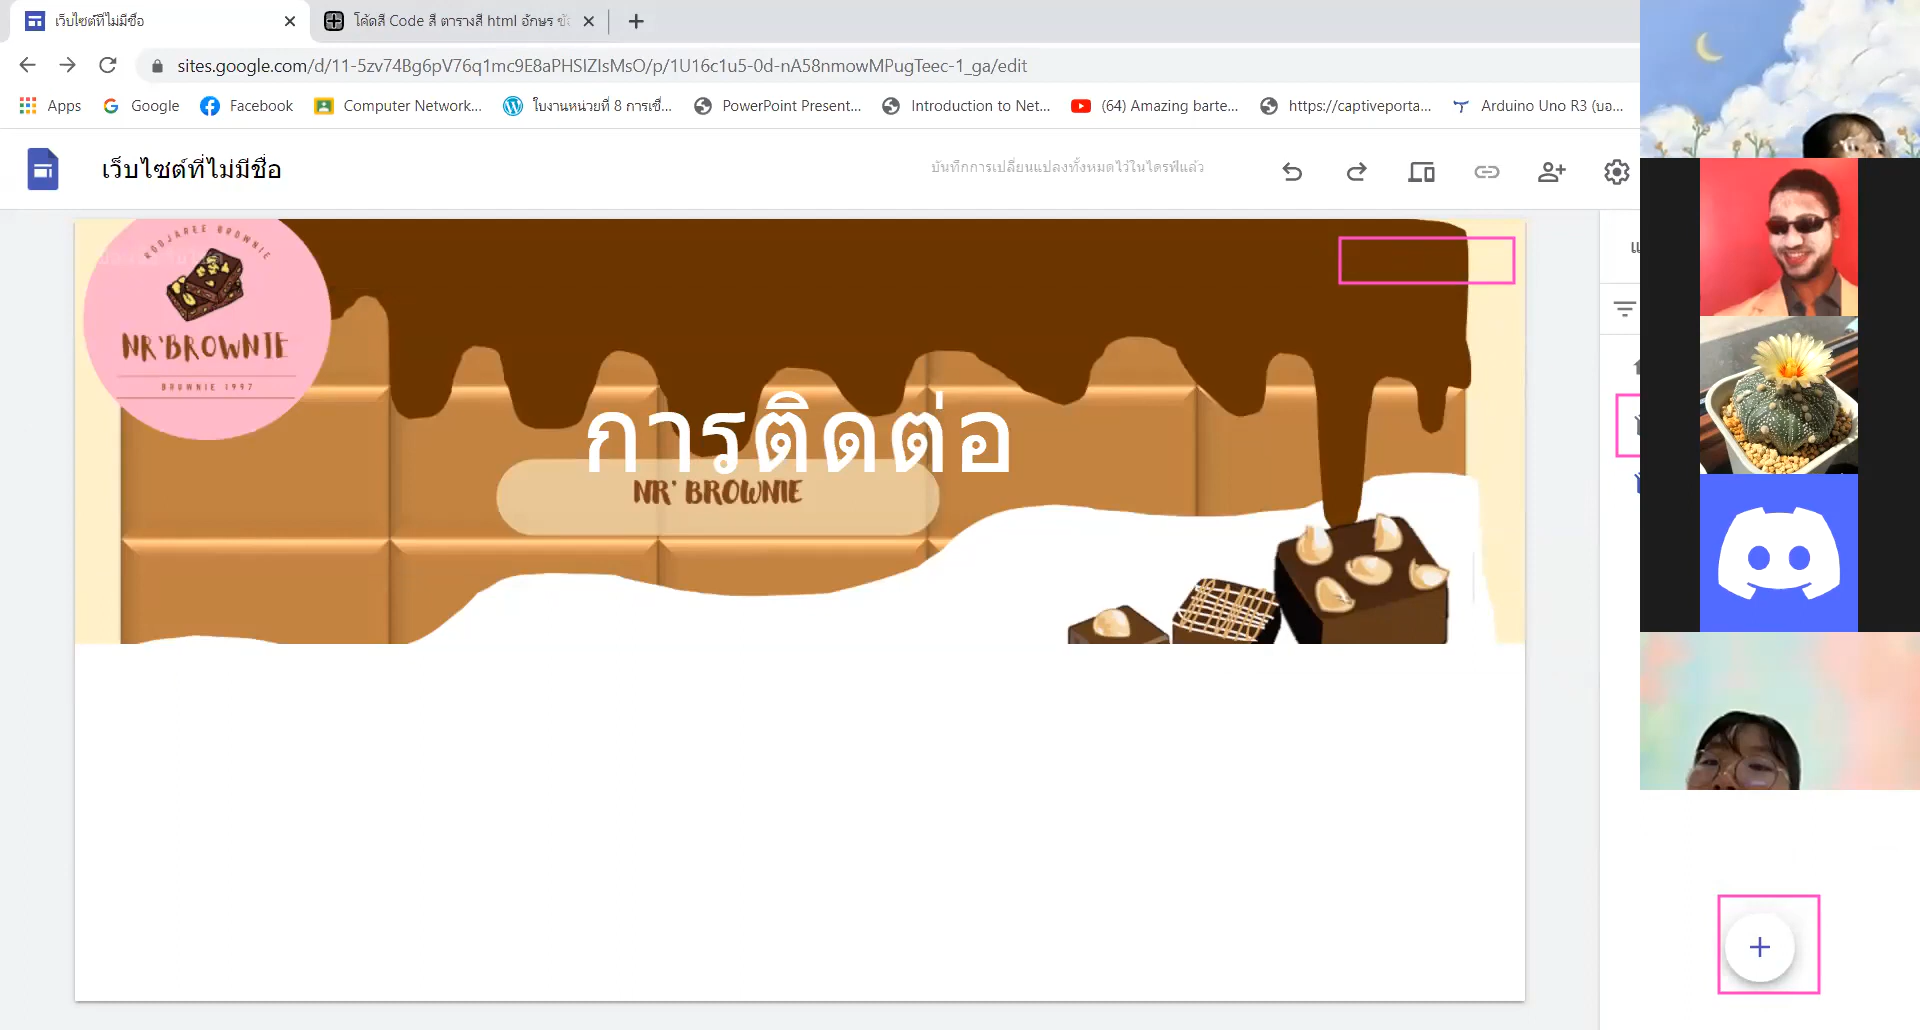 เว็บไซต์ที่ไม่มีชื่อ
โค้ดสี Code สี ตารางสี html อักษร
sites.google.com/d/11-5zv74Bg6pV76q1mc9E8aPHSIZIsMsO/p/1U16c1u5-0d-nA58nmowMPugTeec-1_ga/edit
Apps Google Facebook Computer Network... ใบงานหน่วยที่ 8 การเชื่... PowerPoint Present... Introduction to Net... (64) Amazing barte... https://captiveporta... Arduino Uno R3 (บอ...
เว็บไซต์ที่ไม่มีชื่อ
บันทึกการเปลี่ยนแปลงทั้งหมดไว้ในไดรฟ์แล้ว
RODJAREE BROWNIE
NR'BROWNIE
BROWNIE 1997
การติดต่อ
NR' BROWNIE